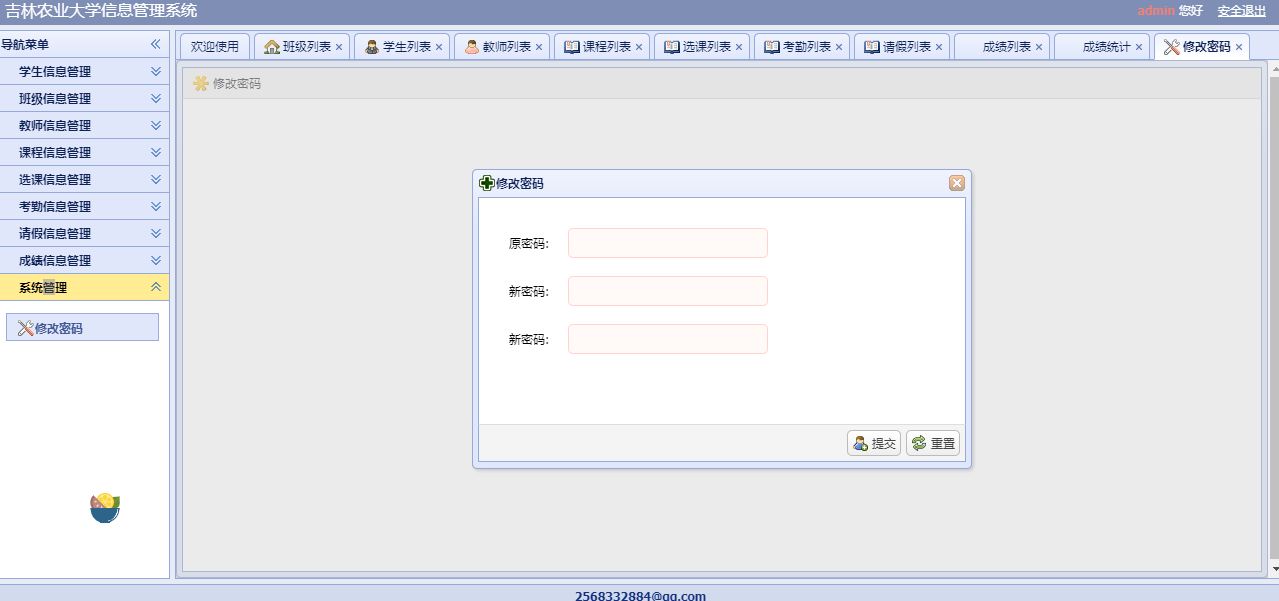 吉林农业大学信息管理系统
admin 您好 安全退出
导航菜单
学生信息管理
班级信息管理
教师信息管理
课程信息管理
选课信息管理
考勤信息管理
请假信息管理
成绩信息管理
系统管理
修改密码
欢迎使用 班级列表 学生列表 教师列表 课程列表 选课列表 考勤列表 请假列表 成绩列表 成绩统计 修改密码
修改密码
修改密码
原密码:
新密码:
新密码:
提交 重置
2568332884@qq.com